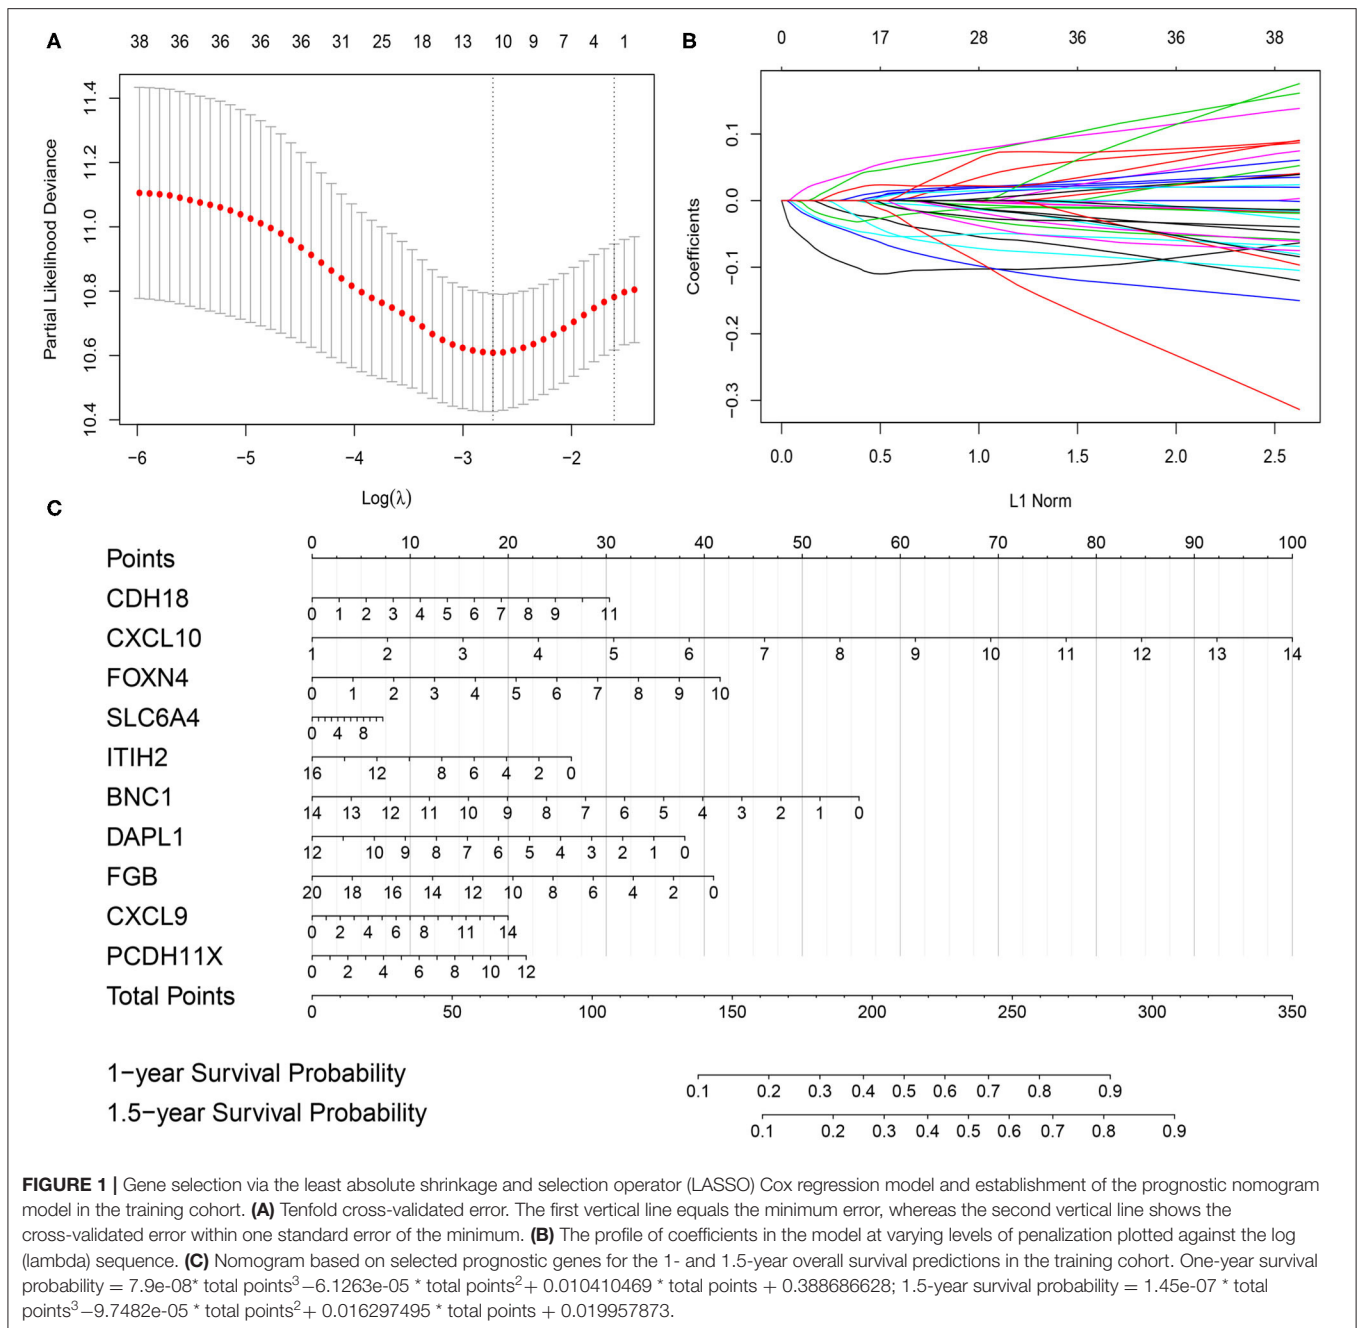 A
38 36 36 36 36 31 25 18 13 10 9 7 4 1
Partial Likelihood Deviance
11.4
11.2
11.0
10.8
10.6
10.4
−6 −5 −4 −3 −2
Log(λ)
B
0 17 28 36 36 38
Coefficients
0.1
0.0
−0.1
−0.2
−0.3
0.0 0.5 1.0 1.5 2.0 2.5
L1 Norm
C
Points 0 10 20 30 40 50 60 70 80 90 100
CDH18 0 1 2 3 4 5 6 7 8 9 11
CXCL10 1 2 3 4 5 6 7 8 9 10 11 12 13 14
FOXN4 0 1 2 3 4 5 6 7 8 9 10
SLC6A4 0 4 8
ITIH2 16 12 8 6 4 2 0
BNC1 14 13 12 11 10 9 8 7 6 5 4 3 2 1 0
DAPL1 12 10 9 8 7 6 5 4 3 2 1 0
FGB 20 18 16 14 12 10 8 6 4 2 0
CXCL9 0 2 4 6 8 11 14
PCDH11X 0 2 4 6 8 10 12
Total Points 0 50 100 150 200 250 300 350
1−year Survival Probability 0.1 0.2 0.3 0.4 0.5 0.6 0.7 0.8 0.9
1.5−year Survival Probability 0.1 0.2 0.3 0.4 0.5 0.6 0.7 0.8 0.9
FIGURE 1 | Gene selection via the least absolute shrinkage and selection operator (LASSO) Cox regression model and establishment of the prognostic nomogram
model in the training cohort. (A) Tenfold cross-validated error. The first vertical line equals the minimum error, whereas the second vertical line shows the
cross-validated error within one standard error of the minimum. (B) The profile of coefficients in the model at varying levels of penalization plotted against the log
(lambda) sequence. (C) Nomogram based on selected prognostic genes for the 1- and 1.5-year overall survival predictions in the training cohort. One-year survival
probability = 7.9e-08* total points³−6.1263e-05 * total points²+ 0.010410469 * total points + 0.388686628; 1.5-year survival probability = 1.45e-07 * total
points³−9.7482e-05 * total points²+ 0.016297495 * total points + 0.019957873.